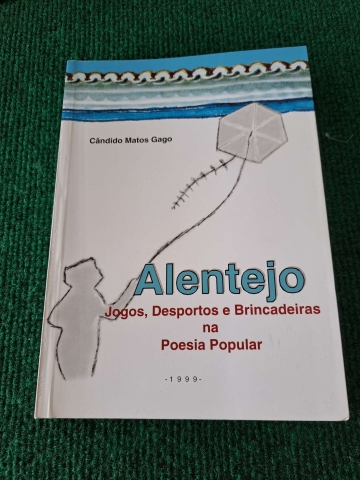 Cândido Matos Gago
Alentejo
Jogos, Desportos e Brincadeiras
na
Poesia Popular
-1999-